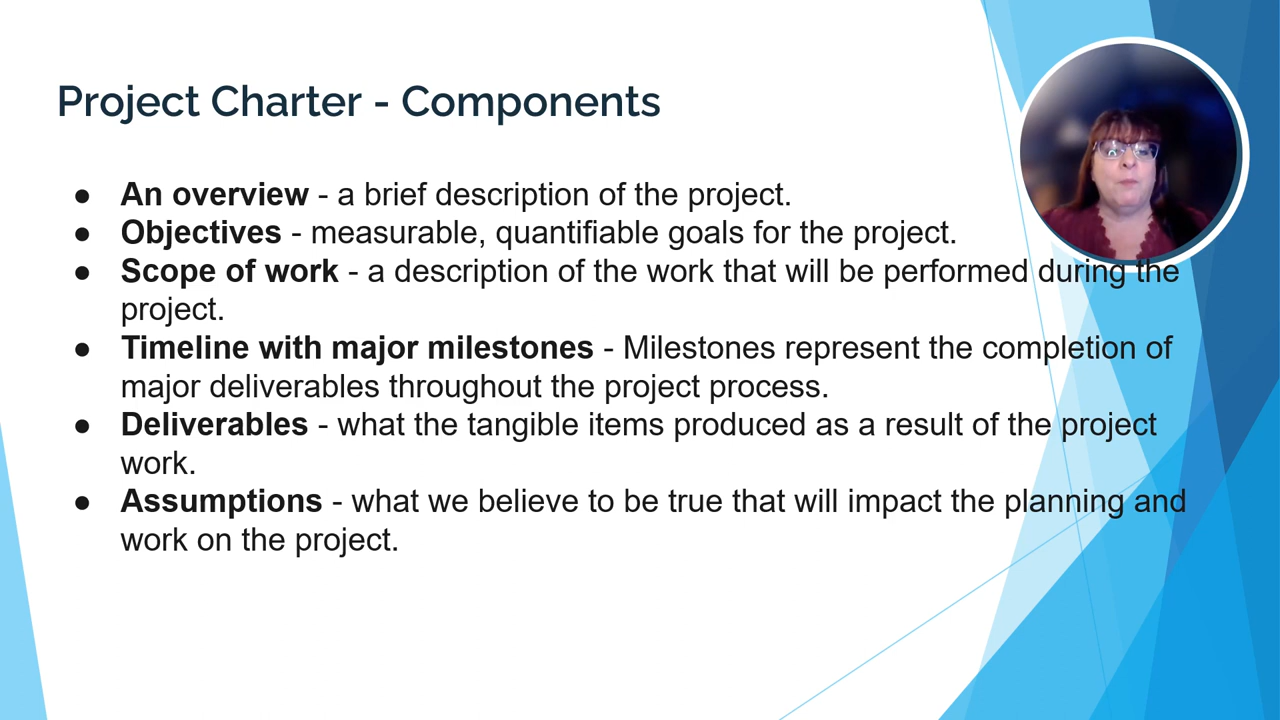 Project Charter - Components
● An overview - a brief description of the project.
● Objectives - measurable, quantifiable goals for the project.
● Scope of work - a description of the work that will be performed during the
project.
● Timeline with major milestones - Milestones represent the completion of
major deliverables throughout the project process.
● Deliverables - what the tangible items produced as a result of the project
work.
● Assumptions - what we believe to be true that will impact the planning and
work on the project.